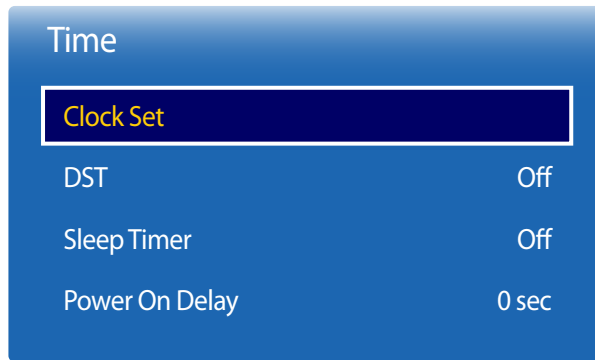 Time
Clock Set
DST Off
Sleep Timer Off
Power On Delay 0 sec